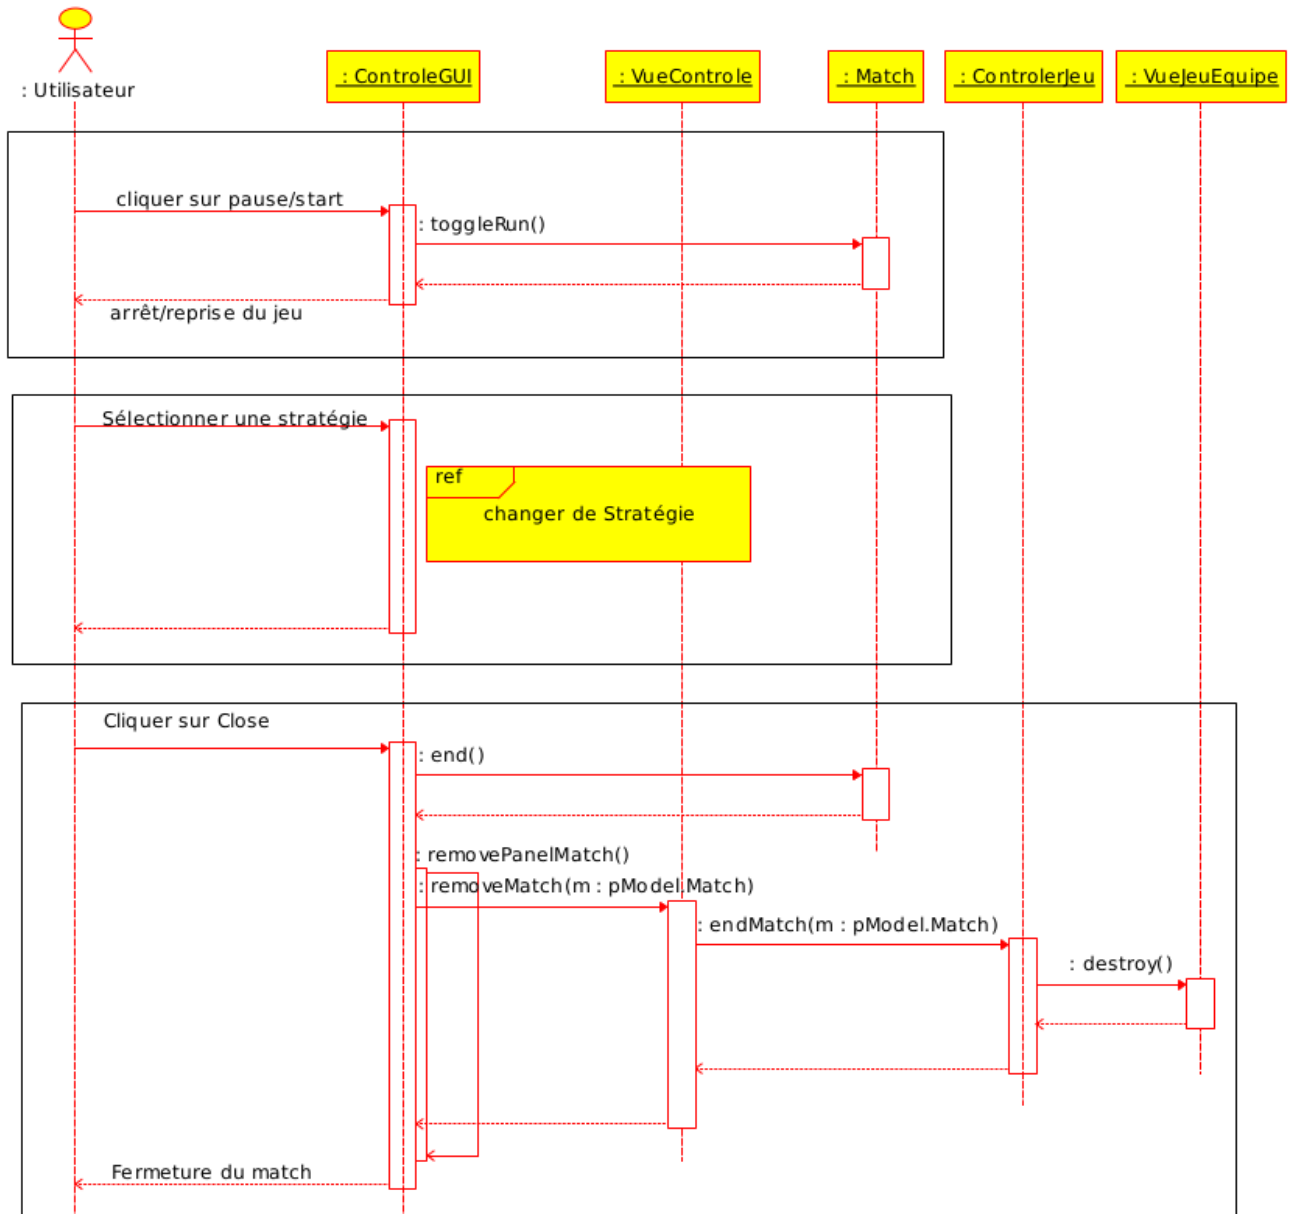 : Utilisateur
: ControleGUI
: VueControle
: Match
: ControlerJeu
: VueJeuEquipe
cliquer sur pause/start
: toggleRun()
arrêt/reprise du jeu
Sélectionner une stratégie
ref
changer de Stratégie
Cliquer sur Close
: end()
: removePanelMatch()
: removeMatch(m : pModel.Match)
: endMatch(m : pModel.Match)
: destroy()
Fermeture du match